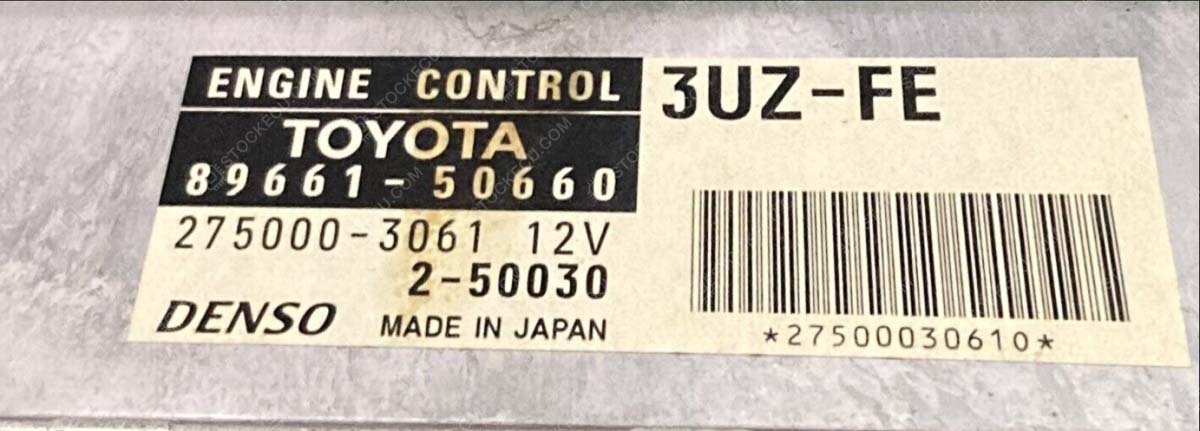 ENGINE CONTROL
TOYOTA
89661-50660
275000-3061 12V
2-50030
DENSO MADE IN JAPAN
3UZ-FE
*27500030610*